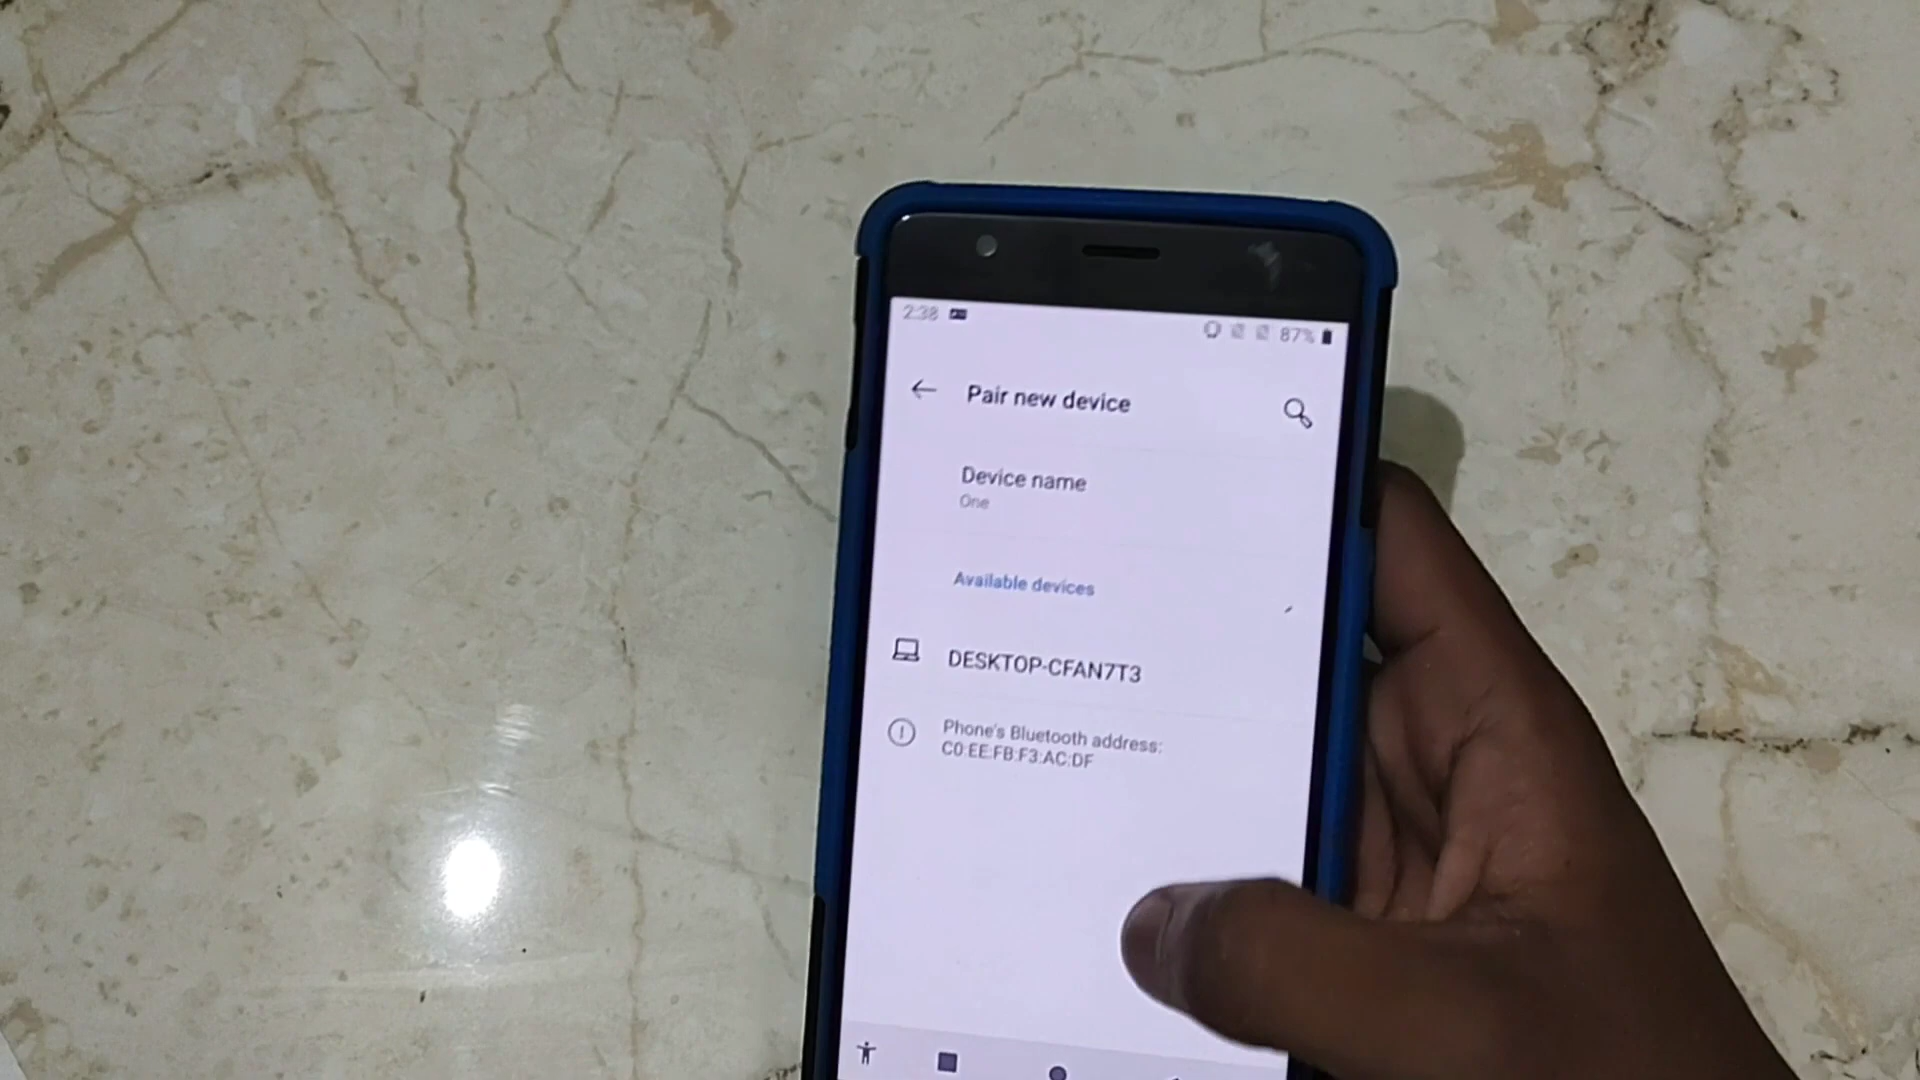 2:38
87%
Pair new device
Device name
One
Available devices
DESKTOP-CFAN7T3
Phone's Bluetooth address:
C0:EE:FB:F3:AC:DF